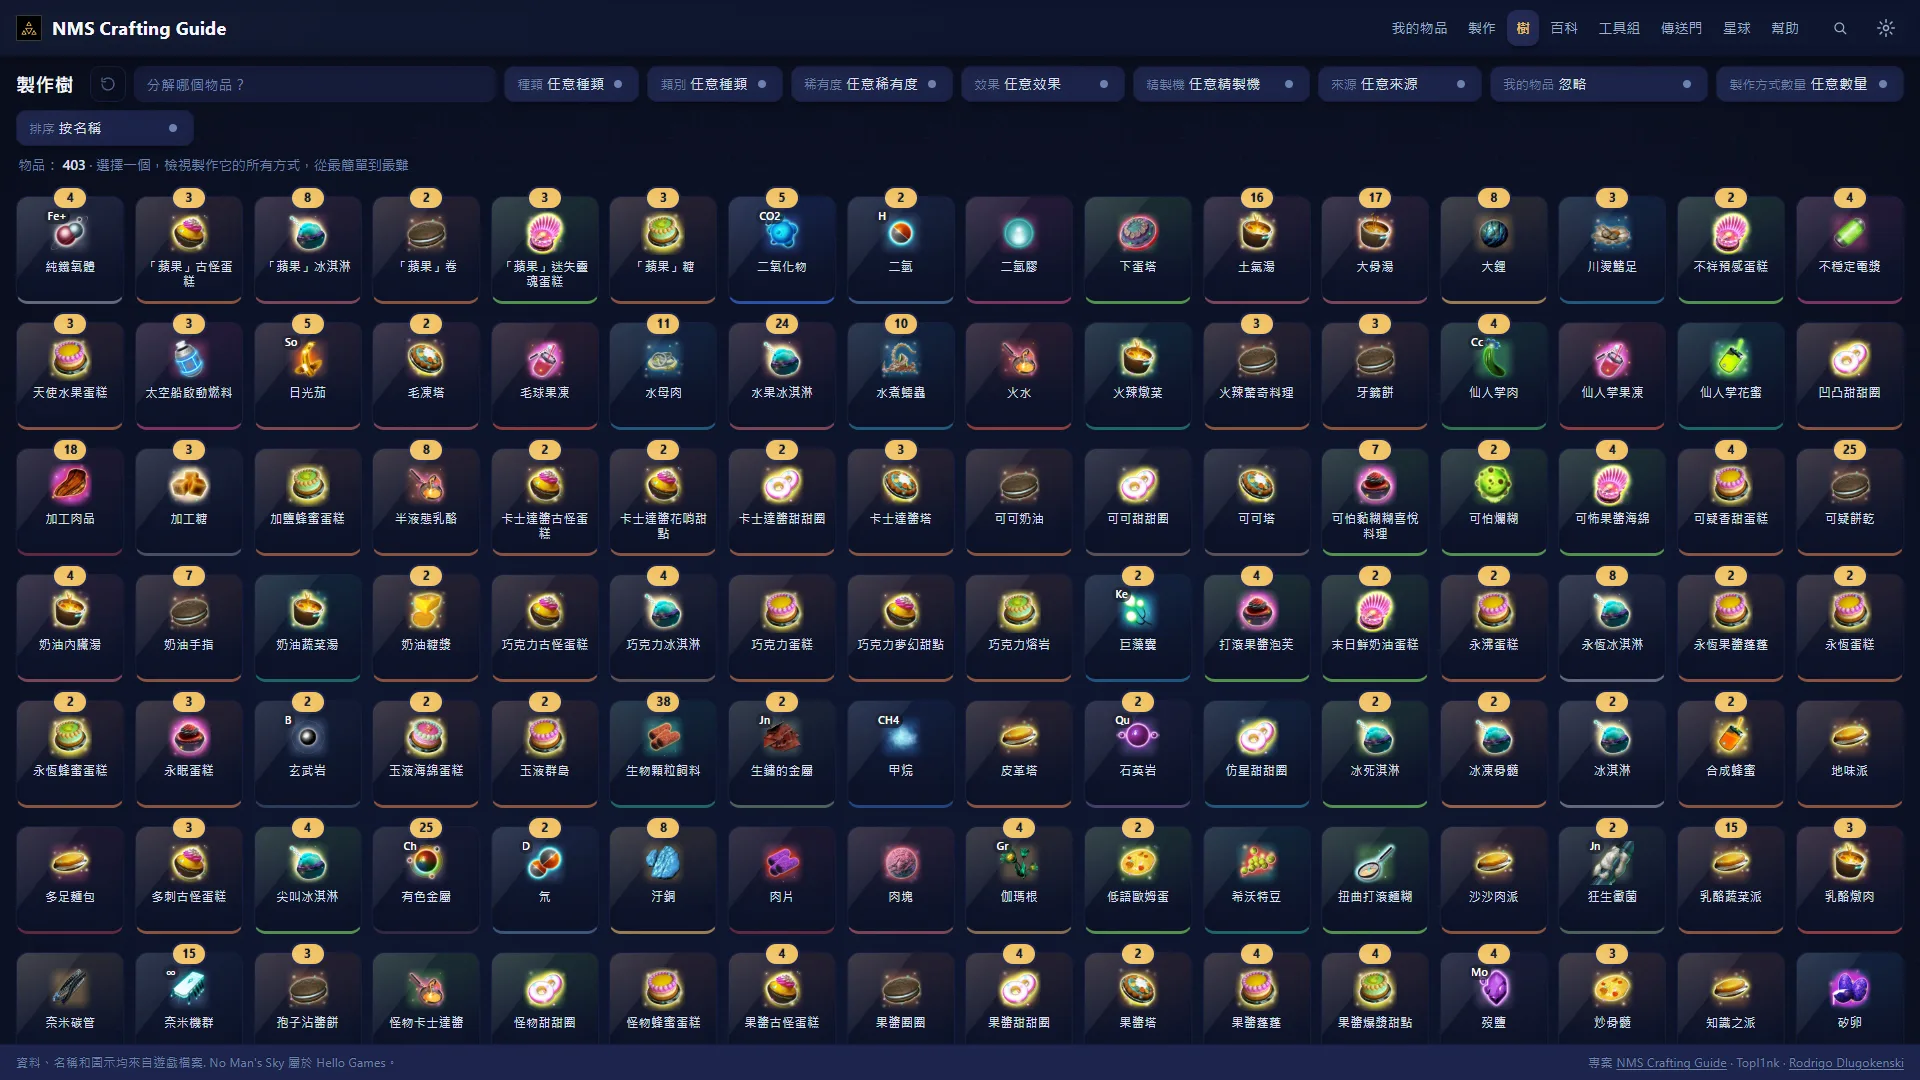 NMS Crafting Guide
我的物品 製作 樹 百科 工具組 傳送門 星球 幫助
製作樹 分解哪個物品？ 種類 任意種類 類別 任意種類 稀有度 任意稀有度 效果 任意效果 精製機 任意精製機 來源 任意來源 我的物品 忽略 製作方式數量 任意數量
排序 按名稱
物品： 403 · 選擇一個，檢視製作它的所有方式，從最簡單到最難
4 3 8 2 3 3 5 2 16 17 8 3 2 4
Fe+ CO2 H
純鐵氧體 「蘋果」古怪蛋糕 「蘋果」冰淇淋 「蘋果」卷 「蘋果」迷失靈魂蛋糕 「蘋果」糖 二氧化物 二氫 二氫膠 下蛋塔 土氣湯 大骨湯 大鋰 川燙鰭足 不祥預感蛋糕 不穩定電漿
3 3 5 2 11 24 10 3 3 4
So Cc
天使水果蛋糕 太空船啟動燃料 日光茄 毛凍塔 毛球果凍 水母肉 水果冰淇淋 水煮蠕蟲 火水 火辣燉菜 火辣驚奇料理 牙籤餅 仙人掌肉 仙人掌果凍 仙人掌花蜜 凹凸甜甜圈
18 3 8 2 2 2 3 7 2 4 4 25
加工肉品 加工糖 加鹽蜂蜜蛋糕 半液態乳酪 卡士達醬古怪蛋糕 卡士達醬花哨甜點 卡士達醬甜甜圈 卡士達醬塔 可可奶油 可可甜甜圈 可可塔 可怕黏糊糊喜悅料理 可怕爛糊 可怖果醬海綿 可疑香甜蛋糕 可疑餅乾
4 7 2 4 2 4 2 2 8 2 2
Ke
奶油內臟湯 奶油手指 奶油蔬菜湯 奶油糖漿 巧克力古怪蛋糕 巧克力冰淇淋 巧克力蛋糕 巧克力夢幻甜點 巧克力熔岩 巨藻囊 打滾果醬泡芙 末日鮮奶油蛋糕 永沸蛋糕 永恆冰淇淋 永恆果醬蓬蓬 永恆蛋糕
2 3 2 2 2 38 2 2 2 2 2 2
B Jn CH4 Qu
永恆蜂蜜蛋糕 永眠蛋糕 玄武岩 玉液海綿蛋糕 玉液群島 生物顆粒飼料 生鏽的金屬 甲烷 皮革塔 石英岩 仿星甜甜圈 冰死淇淋 冰凍骨髓 冰淇淋 合成蜂蜜 地味派
3 4 25 2 8 4 2 2 15 3
Ch D Gr Jn
多足麵包 多刺古怪蛋糕 尖叫冰淇淋 有色金屬 氘 汙銅 肉片 肉塊 伽瑪根 低語歐姆蛋 希沃特豆 扭曲打滾麵糊 沙沙肉派 狂生黴菌 乳酪蔬菜派 乳酪燉肉
15 3 4 4 2 4 4 4 3
∞ Mo
奈米碳管 奈米機群 孢子沾醬餅 怪物卡士達醬 怪物甜甜圈 怪物蜂蜜蛋糕 果醬古怪蛋糕 果醬圈圈 果醬甜甜圈 果醬塔 果醬蓬蓬 果醬爆漿甜點 歿鹽 炒骨髓 知識之派 矽卵
資料、名稱和圖示均來自遊戲檔案. No Man's Sky 屬於 Hello Games。
專案 NMS Crafting Guide · Topl1nk · Rodrigo Dlugokenski